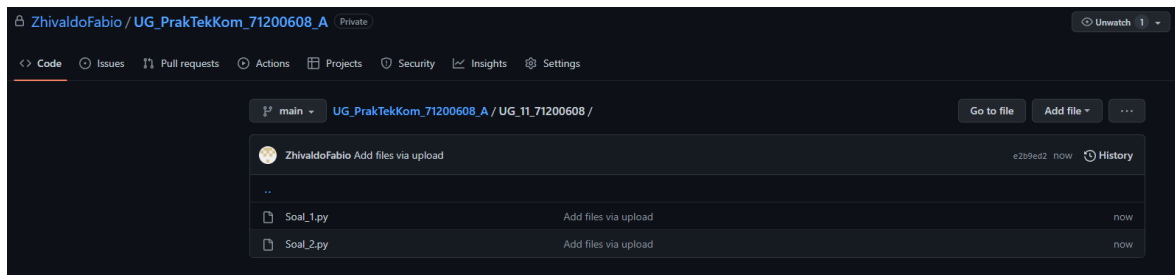 ZhivaldoFabio / UG_PrakTekKom_71200608_A Private Unwatch 1
<> Code Issues Pull requests Actions Projects Security Insights Settings
main UG_PrakTekKom_71200608_A / UG_11_71200608 / Go to file Add file ...
ZhivaldoFabio Add files via upload e2b9ed2 now History
..
Soal_1.py Add files via upload now
Soal_2.py Add files via upload now